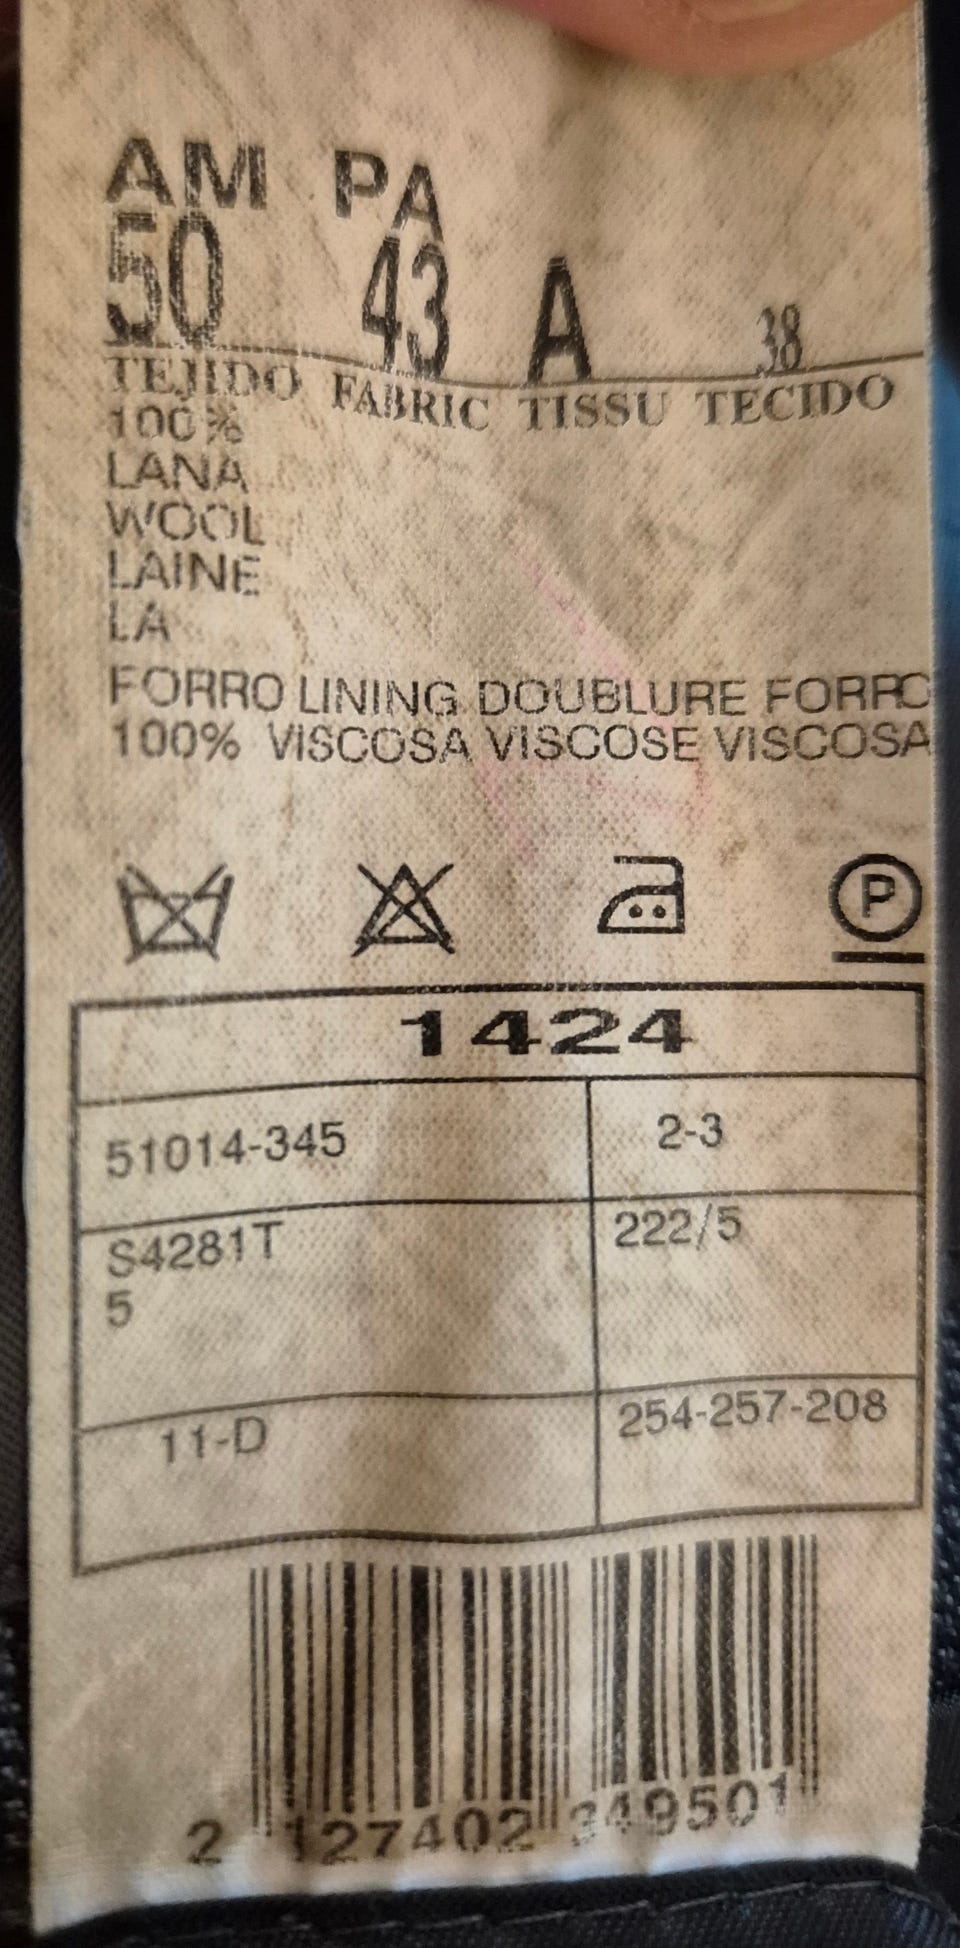 AM PA
50 43 A 38
TEJIDO FABRIC TISSU TECIDO
100%
LANA
WOOL
LAINE
LA
FORRO LINING DOUBLURE FORRO
100% VISCOSA VISCOSE VISCOSA
P
1424
51014-345 2-3
S4281T 222/5
5
11-D 254-257-208
2 127402 349501